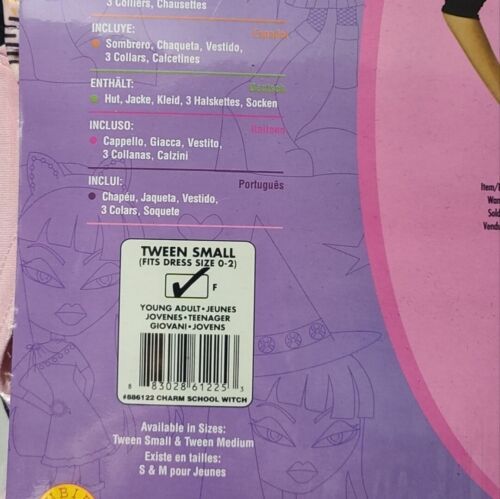 3 Colliers, Chausettes
INCLUYE:
Español
Sombrero, Chaqueta, Vestido,
3 Collars, Calcetines
ENTHÄLT:
Deutsch
Hut, Jacke, Kleid, 3 Halskettes, Socken
INCLUSO:
Italiano
Cappello, Giacca, Vestito,
3 Collanas, Calzini
INCLUI:
Português
Chapéu, Jaqueta, Vestido,
3 Colars, Soquete
TWEEN SMALL
(FITS DRESS SIZE 0-2)
F
YOUNG ADULT•JEUNES
JOVENES•TEENAGER
GIOVANI•JOVENS
8 83028 61225 3
#886122 CHARM SCHOOL WITCH
Available in Sizes:
Tween Small & Tween Medium
Existe en tailles:
S & M pour Jeunes